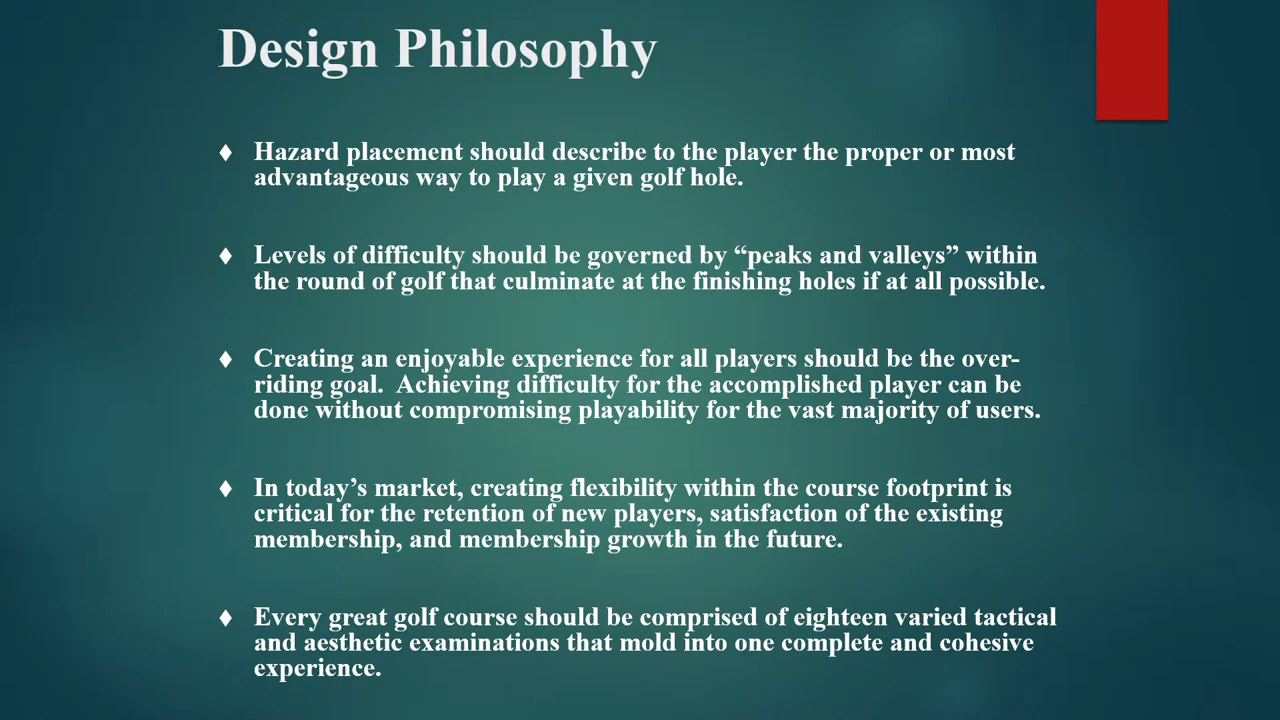 Design Philosophy
♦ Hazard placement should describe to the player the proper or most
advantageous way to play a given golf hole.
♦ Levels of difficulty should be governed by “peaks and valleys” within
the round of golf that culminate at the finishing holes if at all possible.
♦ Creating an enjoyable experience for all players should be the over-
riding goal.  Achieving difficulty for the accomplished player can be
done without compromising playability for the vast majority of users.
♦ In today’s market, creating flexibility within the course footprint is
critical for the retention of new players, satisfaction of the existing
membership, and membership growth in the future.
♦ Every great golf course should be comprised of eighteen varied tactical
and aesthetic examinations that mold into one complete and cohesive
experience.